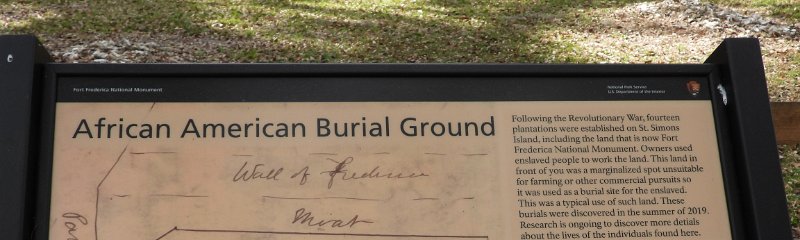 Fort Frederica National Monument
National Park Service
U.S. Department of the Interior
African American Burial Ground
Wall of Frederica
Moat
Following the Revolutionary War, fourteen
plantations were established on St. Simons
Island, including the land that is now Fort
Frederica National Monument. Owners used
enslaved people to work the land. This land in
front of you was a marginalized spot unsuitable
for farming or other commercial pursuits so
it was used as a burial site for the enslaved.
This was a typical use of such land. These
burials were discovered in the summer of 2019.
Research is ongoing to discover more detials
about the lives of the individuals found here.